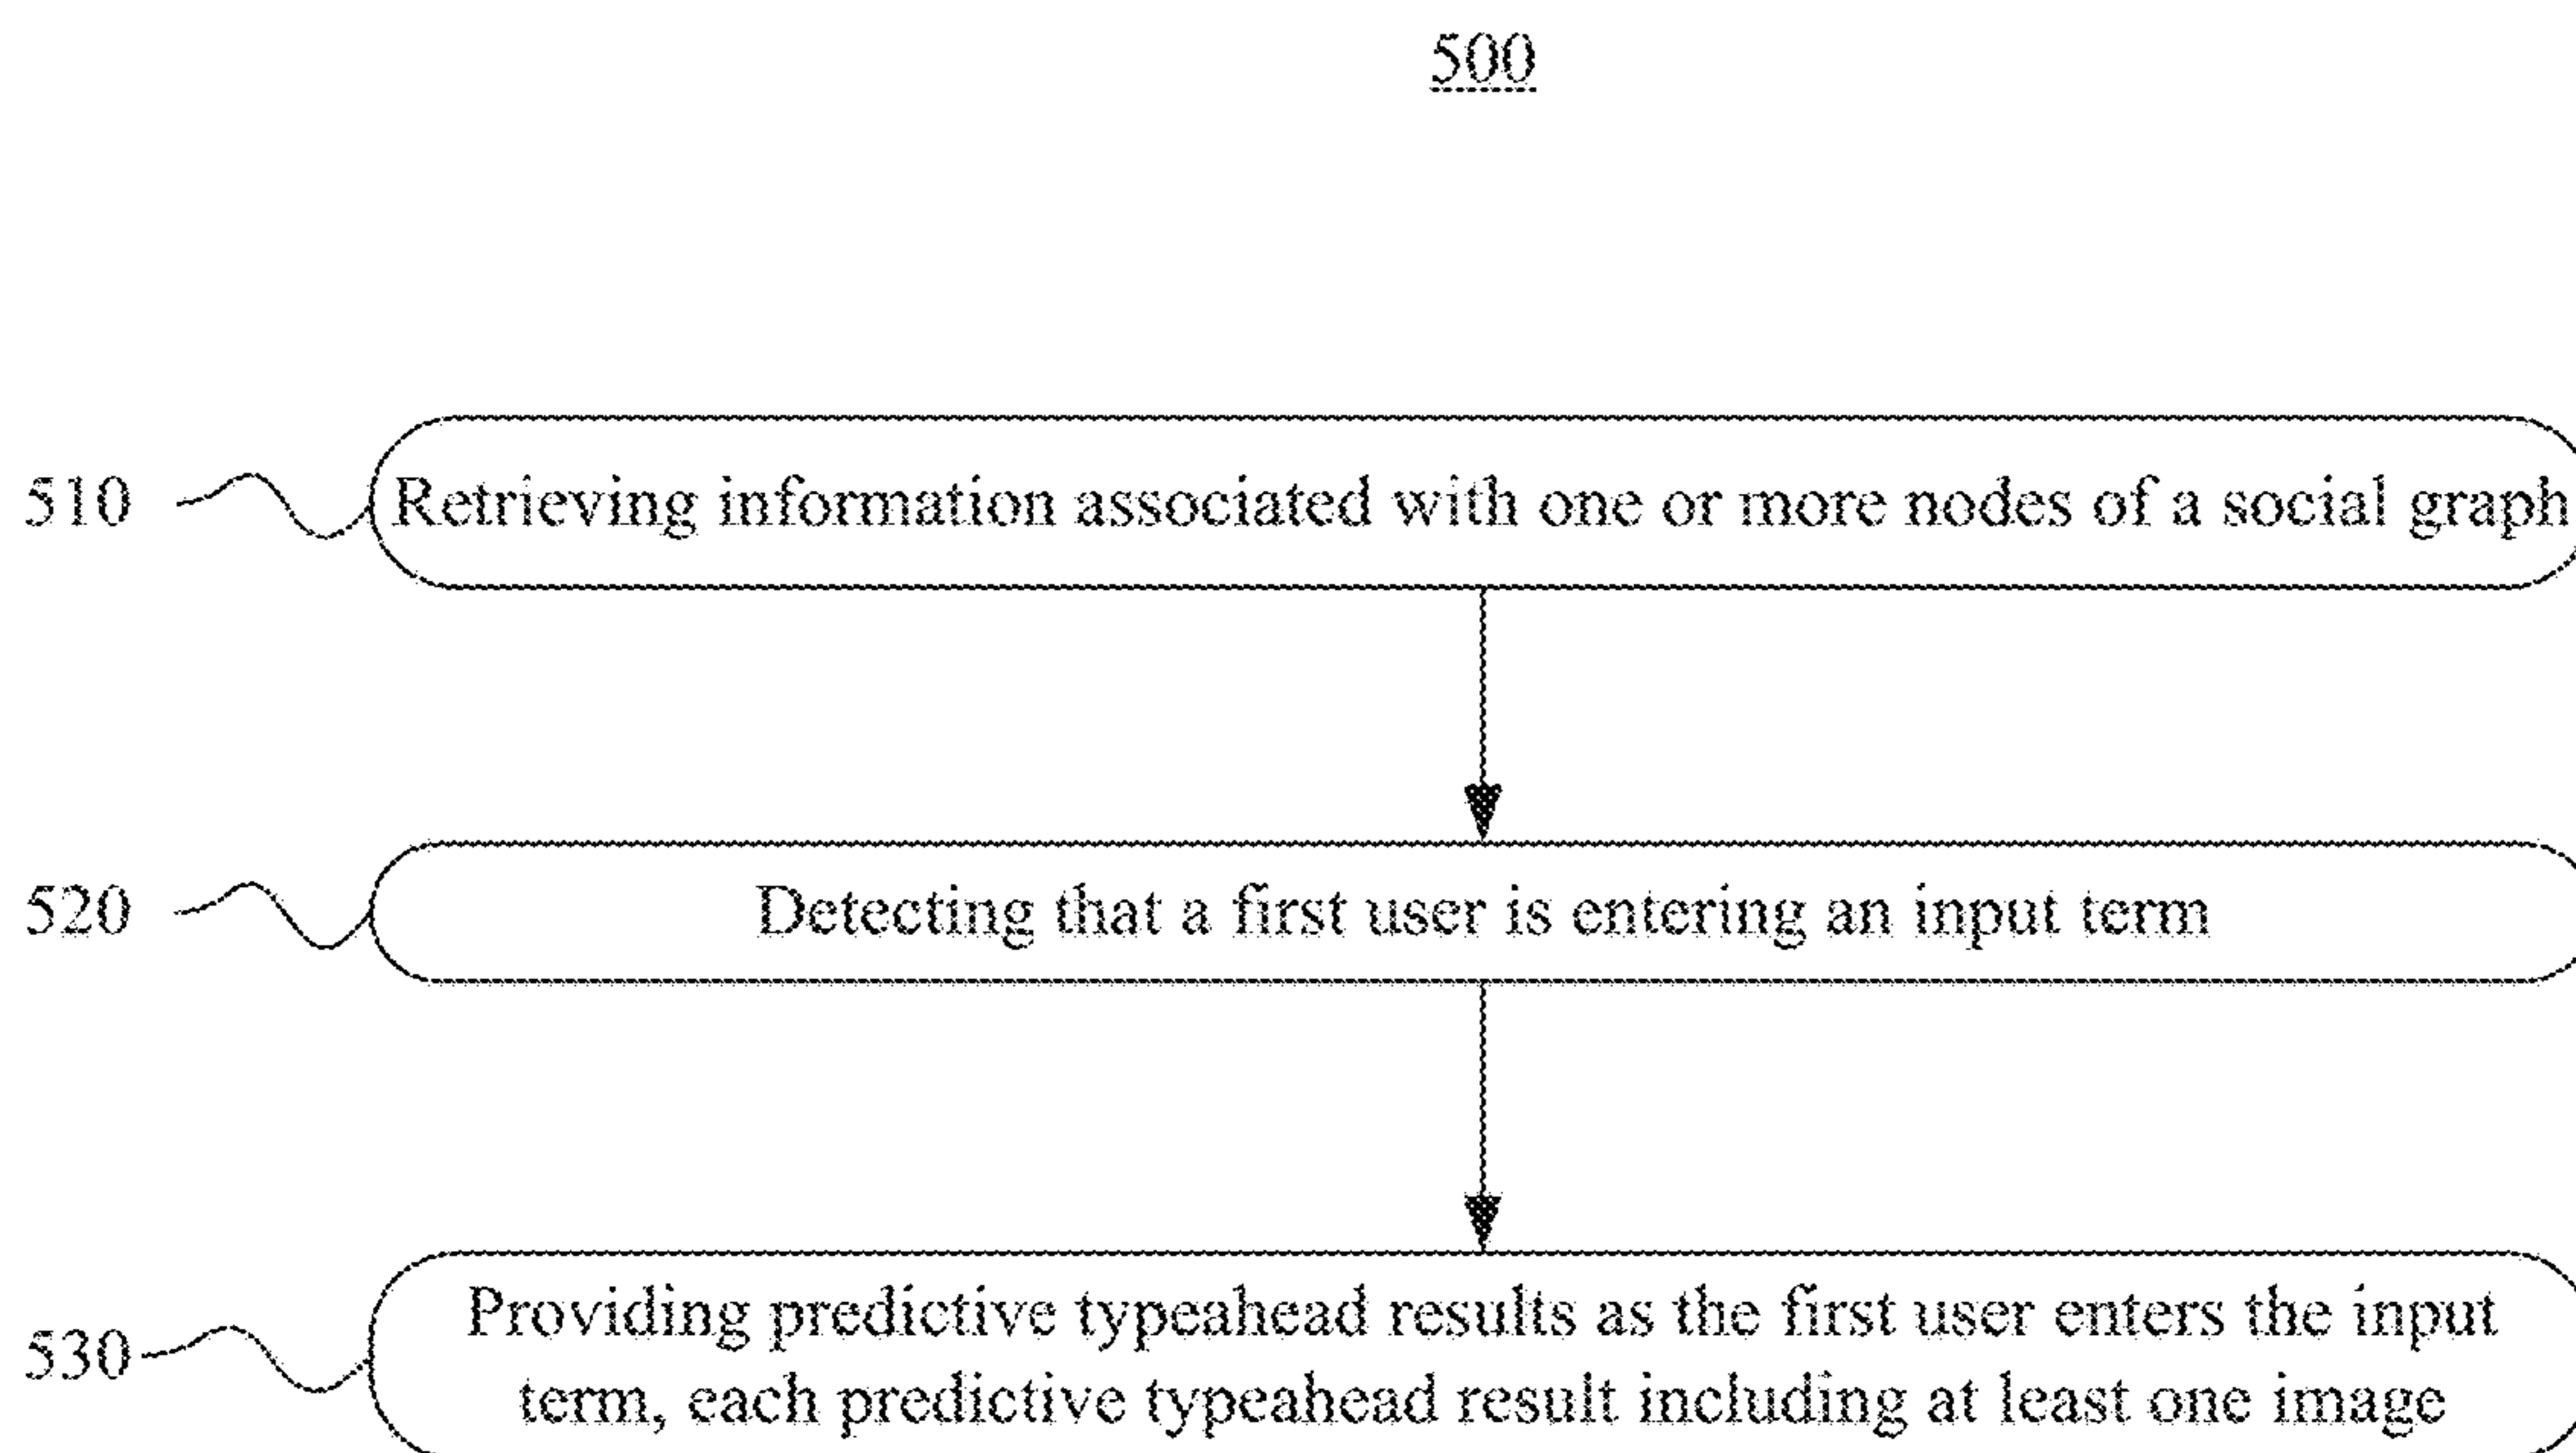 500
510 Retrieving information associated with one or more nodes of a social graph
520 Detecting that a first user is entering an input term
530 Providing predictive typeahead results as the first user enters the input
term, each predictive typeahead result including at least one image